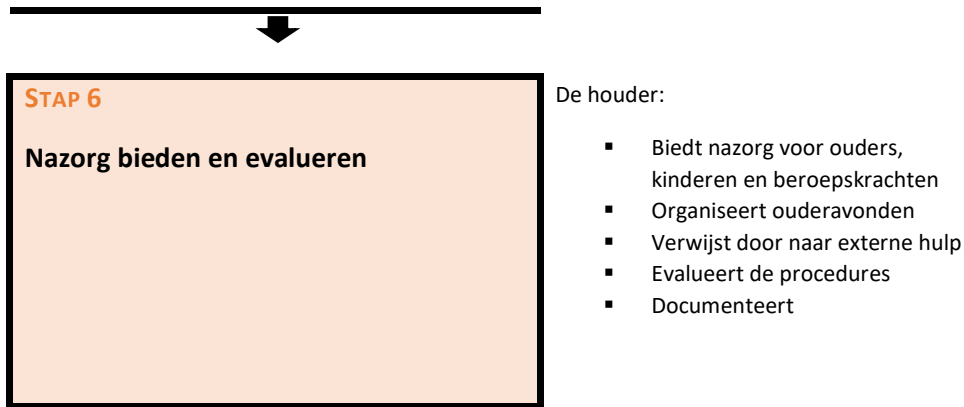 STAP 6
Nazorg bieden en evalueren
De houder:
▪ Biedt nazorg voor ouders,
kinderen en beroepskrachten
▪ Organiseert ouderavonden
▪ Verwijst door naar externe hulp
▪ Evalueert de procedures
▪ Documenteert